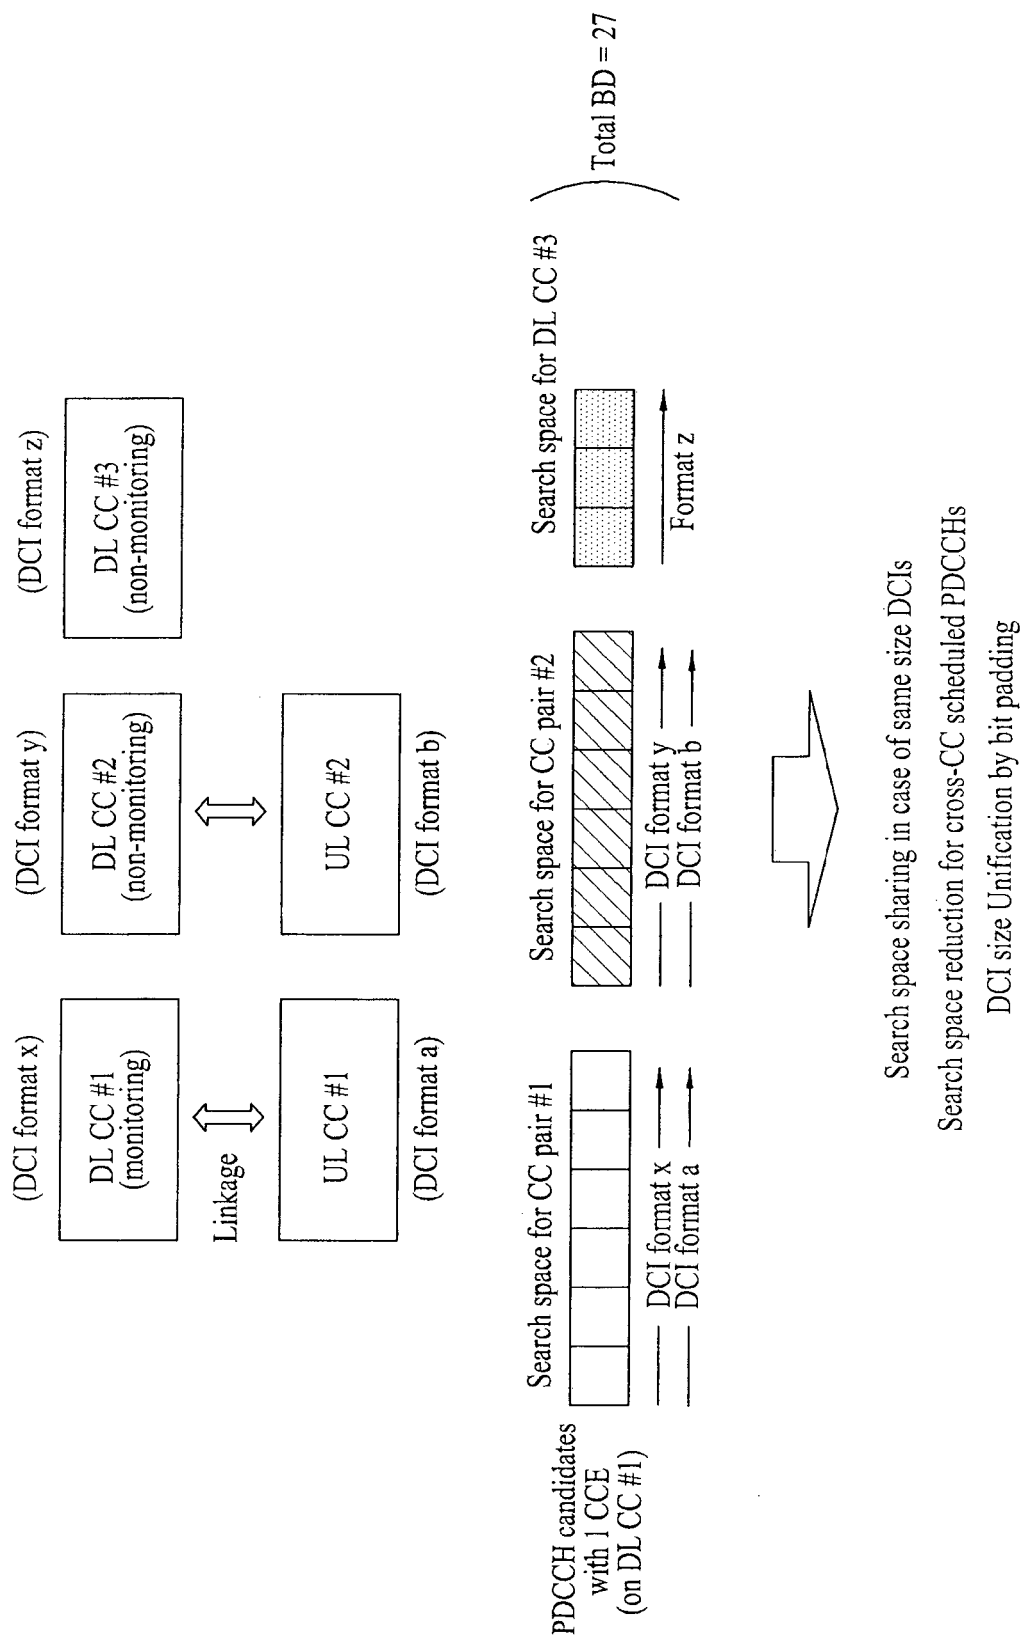 (DCI format x)
DL CC #1
(monitoring)
Linkage
UL CC #1
(DCI format a)
(DCI format y)
DL CC #2
(non-monitoring)
UL CC #2
(DCI format b)
(DCI format z)
DL CC #3
(non-monitoring)
PDCCH candidates
with 1 CCE
(on DL CC #1)
Search space for CC pair #1
DCI format x
DCI format a
Search space for CC pair #2
DCI format y
DCI format b
Search space for DL CC #3
Format z
Total BD = 27
Search space sharing in case of same size DCIs
Search space reduction for cross-CC scheduled PDCCHs
DCI size Unification by bit padding